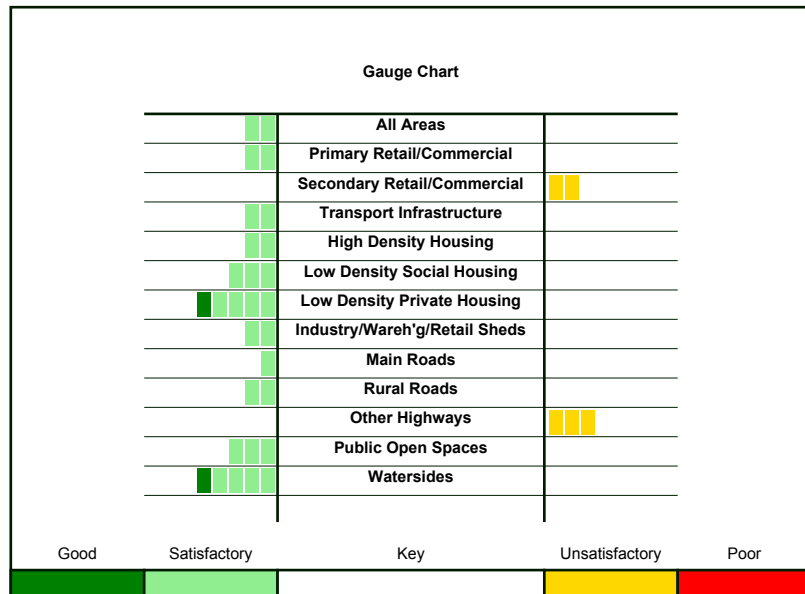 Gauge Chart
All Areas
Primary Retail/Commercial
Secondary Retail/Commercial
Transport Infrastructure
High Density Housing
Low Density Social Housing
Low Density Private Housing
Industry/Wareh'g/Retail Sheds
Main Roads
Rural Roads
Other Highways
Public Open Spaces
Watersides
Good Satisfactory Key Unsatisfactory Poor